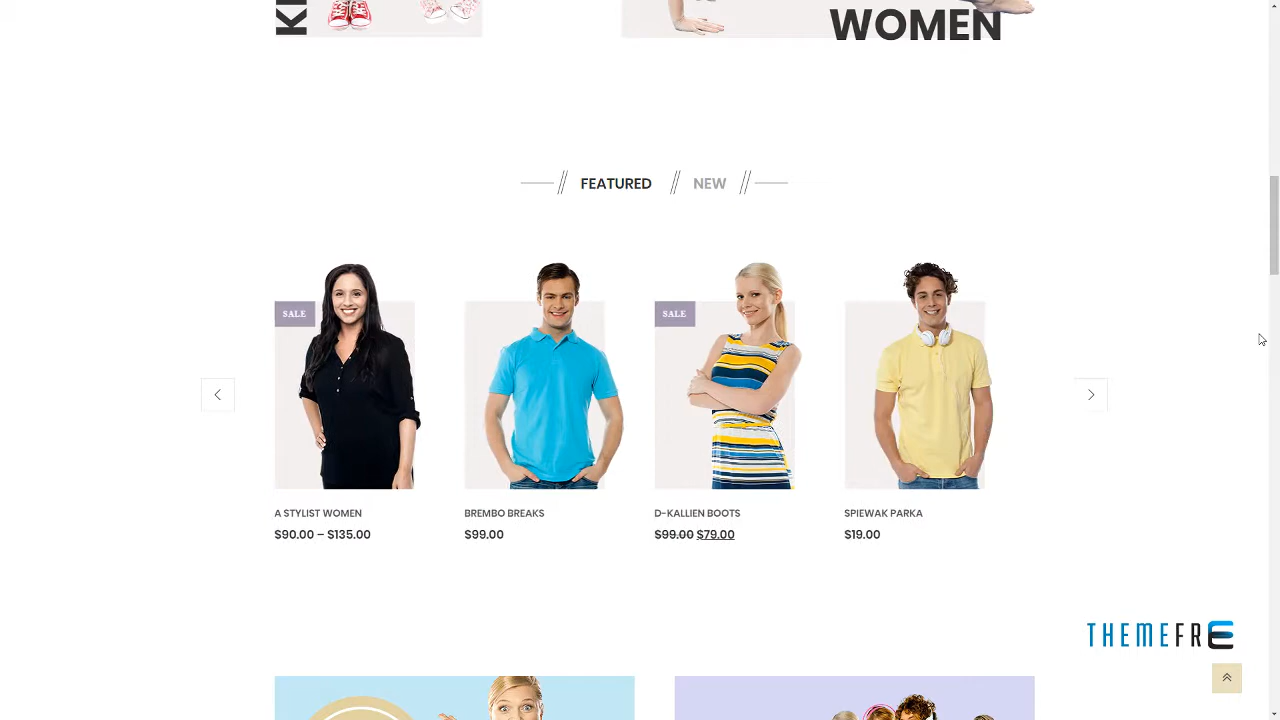 KI
WOMEN
FEATURED
NEW
SALE
SALE
A STYLIST WOMEN
BREMBO BREAKS
D-KALLIEN BOOTS
SPIEWAK PARKA
$90.00 – $135.00
$99.00
$99.00 $79.00
$19.00
THEMEFRE